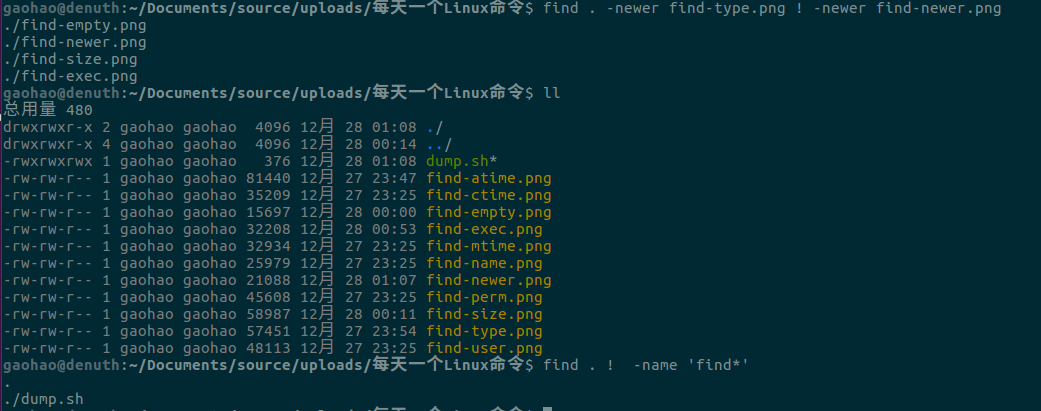 gaohao@denuth:~/Documents/source/uploads/每天一个Linux命令$ find . -newer find-type.png ! -newer find-newer.png
./find-empty.png
./find-newer.png
./find-size.png
./find-exec.png
gaohao@denuth:~/Documents/source/uploads/每天一个Linux命令$ ll
总用量 480
drwxrwxr-x 2 gaohao gaohao  4096 12月 28 01:08 ./
drwxrwxr-x 4 gaohao gaohao  4096 12月 28 00:14 ../
-rwxrwxrwx 1 gaohao gaohao   376 12月 28 01:08 dump.sh*
-rw-rw-r-- 1 gaohao gaohao 81440 12月 27 23:47 find-atime.png
-rw-rw-r-- 1 gaohao gaohao 35209 12月 27 23:25 find-ctime.png
-rw-rw-r-- 1 gaohao gaohao 15697 12月 28 00:00 find-empty.png
-rw-rw-r-- 1 gaohao gaohao 32208 12月 28 00:53 find-exec.png
-rw-rw-r-- 1 gaohao gaohao 32934 12月 27 23:25 find-mtime.png
-rw-rw-r-- 1 gaohao gaohao 25979 12月 27 23:25 find-name.png
-rw-rw-r-- 1 gaohao gaohao 21088 12月 28 01:07 find-newer.png
-rw-rw-r-- 1 gaohao gaohao 45608 12月 27 23:25 find-perm.png
-rw-rw-r-- 1 gaohao gaohao 58987 12月 28 00:11 find-size.png
-rw-rw-r-- 1 gaohao gaohao 57451 12月 27 23:54 find-type.png
-rw-rw-r-- 1 gaohao gaohao 48113 12月 27 23:25 find-user.png
gaohao@denuth:~/Documents/source/uploads/每天一个Linux命令$ find . !  -name 'find*'
.
./dump.sh